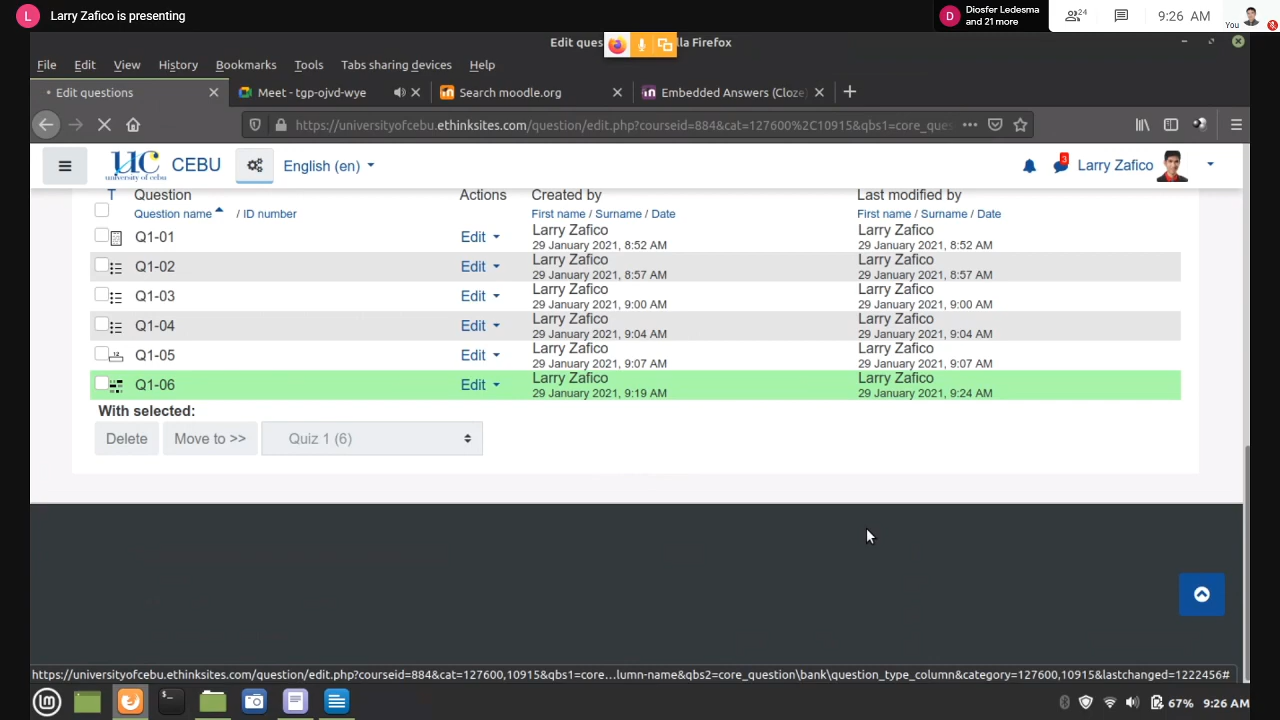 L Larry Zafico is presenting
D Diosfer Ledesma and 21 more
24
9:26 AM
You
Edit ques
lla Firefox
File Edit View History Bookmarks Tools Tabs sharing devices Help
Edit questions
Meet - tgp-ojvd-wye
Search moodle.org
Embedded Answers (Cloze)
https://universityofcebu.ethinksites.com/question/edit.php?courseid=884&cat=127600%2C10915&qbs1=core_ques
UC
university of cebu
CEBU
English (en)
3
Larry Zafico
T Question Actions Created by Last modified by
Question name / ID number First name / Surname / Date First name / Surname / Date
Q1-01 Edit Larry Zafico Larry Zafico
29 January 2021, 8:52 AM 29 January 2021, 8:52 AM
Q1-02 Edit Larry Zafico Larry Zafico
29 January 2021, 8:57 AM 29 January 2021, 8:57 AM
Q1-03 Edit Larry Zafico Larry Zafico
29 January 2021, 9:00 AM 29 January 2021, 9:00 AM
Q1-04 Edit Larry Zafico Larry Zafico
29 January 2021, 9:04 AM 29 January 2021, 9:04 AM
Q1-05 Edit Larry Zafico Larry Zafico
29 January 2021, 9:07 AM 29 January 2021, 9:07 AM
Q1-06 Edit Larry Zafico Larry Zafico
29 January 2021, 9:19 AM 29 January 2021, 9:24 AM
With selected:
Delete Move to >> Quiz 1 (6)
https://universityofcebu.ethinksites.com/question/edit.php?courseid=884&cat=127600,10915&qbs1=core...lumn-name&qbs2=core_question\bank\question_type_column&category=127600,10915&lastchanged=1222456#
67% 9:26 AM